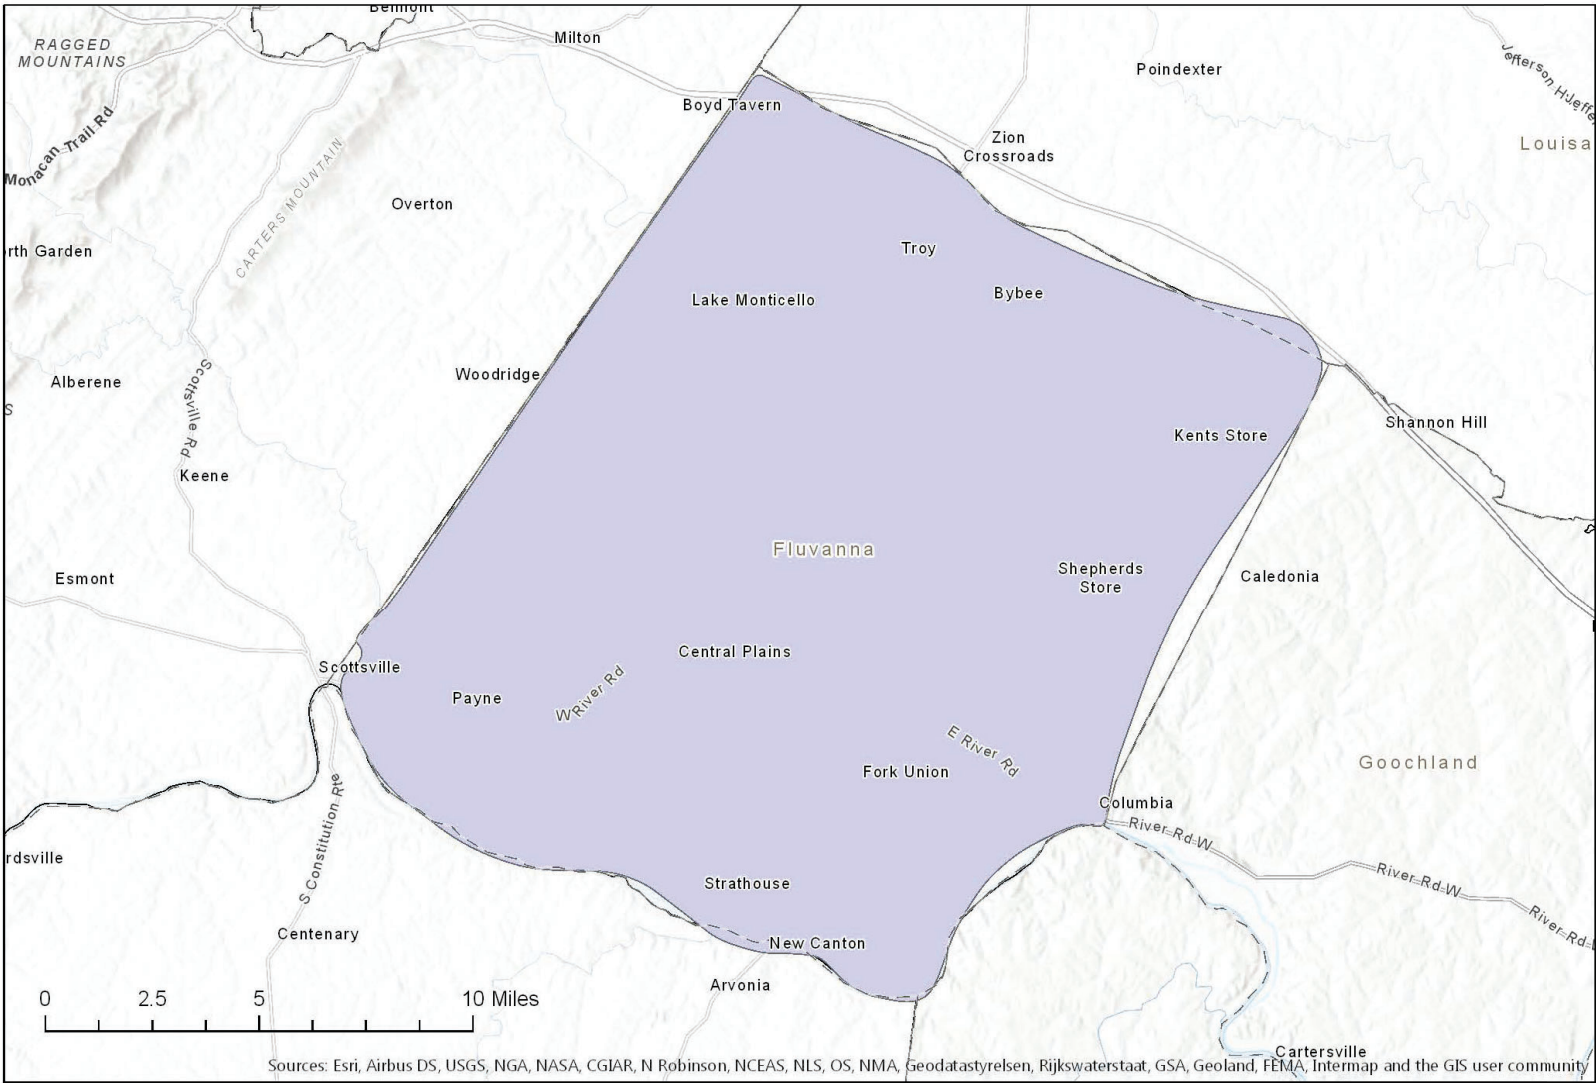 Belmont
RAGGED
MOUNTAINS
Milton
Poindexter
Jefferson H
Jeffe
Boyd Tavern
Zion
Crossroads
Louisa
Monacan Trail Rd
CARTERS MOUNTAIN
Overton
rth Garden
Troy
Bybee
Lake Monticello
Woodridge
Alberene
S
Scottsville Rd
Shannon Hill
Kents Store
Keene
Fluvanna
Shepherds
Store
Caledonia
Esmont
Central Plains
Scottsville
Payne
W River Rd
E River Rd
Fork Union
Goochland
Columbia
River Rd W
River Rd W
River Rd
S Constitution Rte
rdsville
Strathouse
Centenary
New Canton
Arvonia
0 2.5 5 10 Miles
Cartersville
Sources: Esri, Airbus DS, USGS, NGA, NASA, CGIAR, N Robinson, NCEAS, NLS, OS, NMA, Geodatastyrelsen, Rijkswaterstaat, GSA, Geoland, FEMA, Intermap and the GIS user community